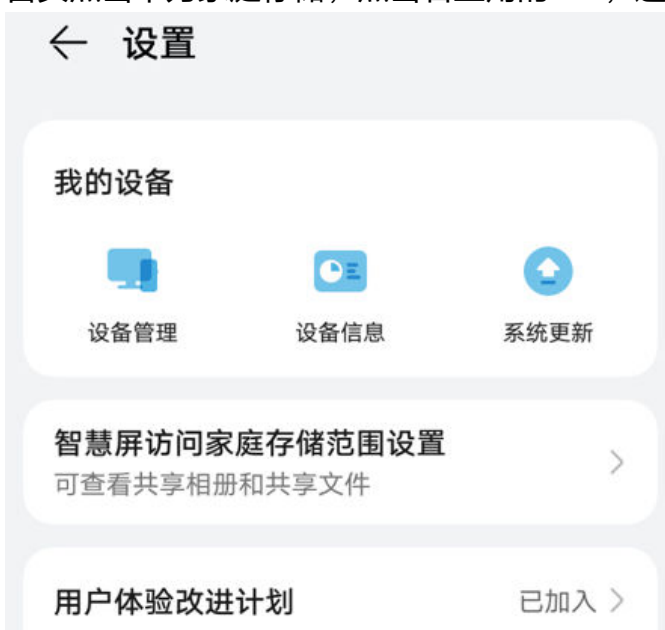 设置
我的设备
设备管理
设备信息
系统更新
智慧屏访问家庭存储范围设置
可查看共享相册和共享文件
用户体验改进计划
已加入